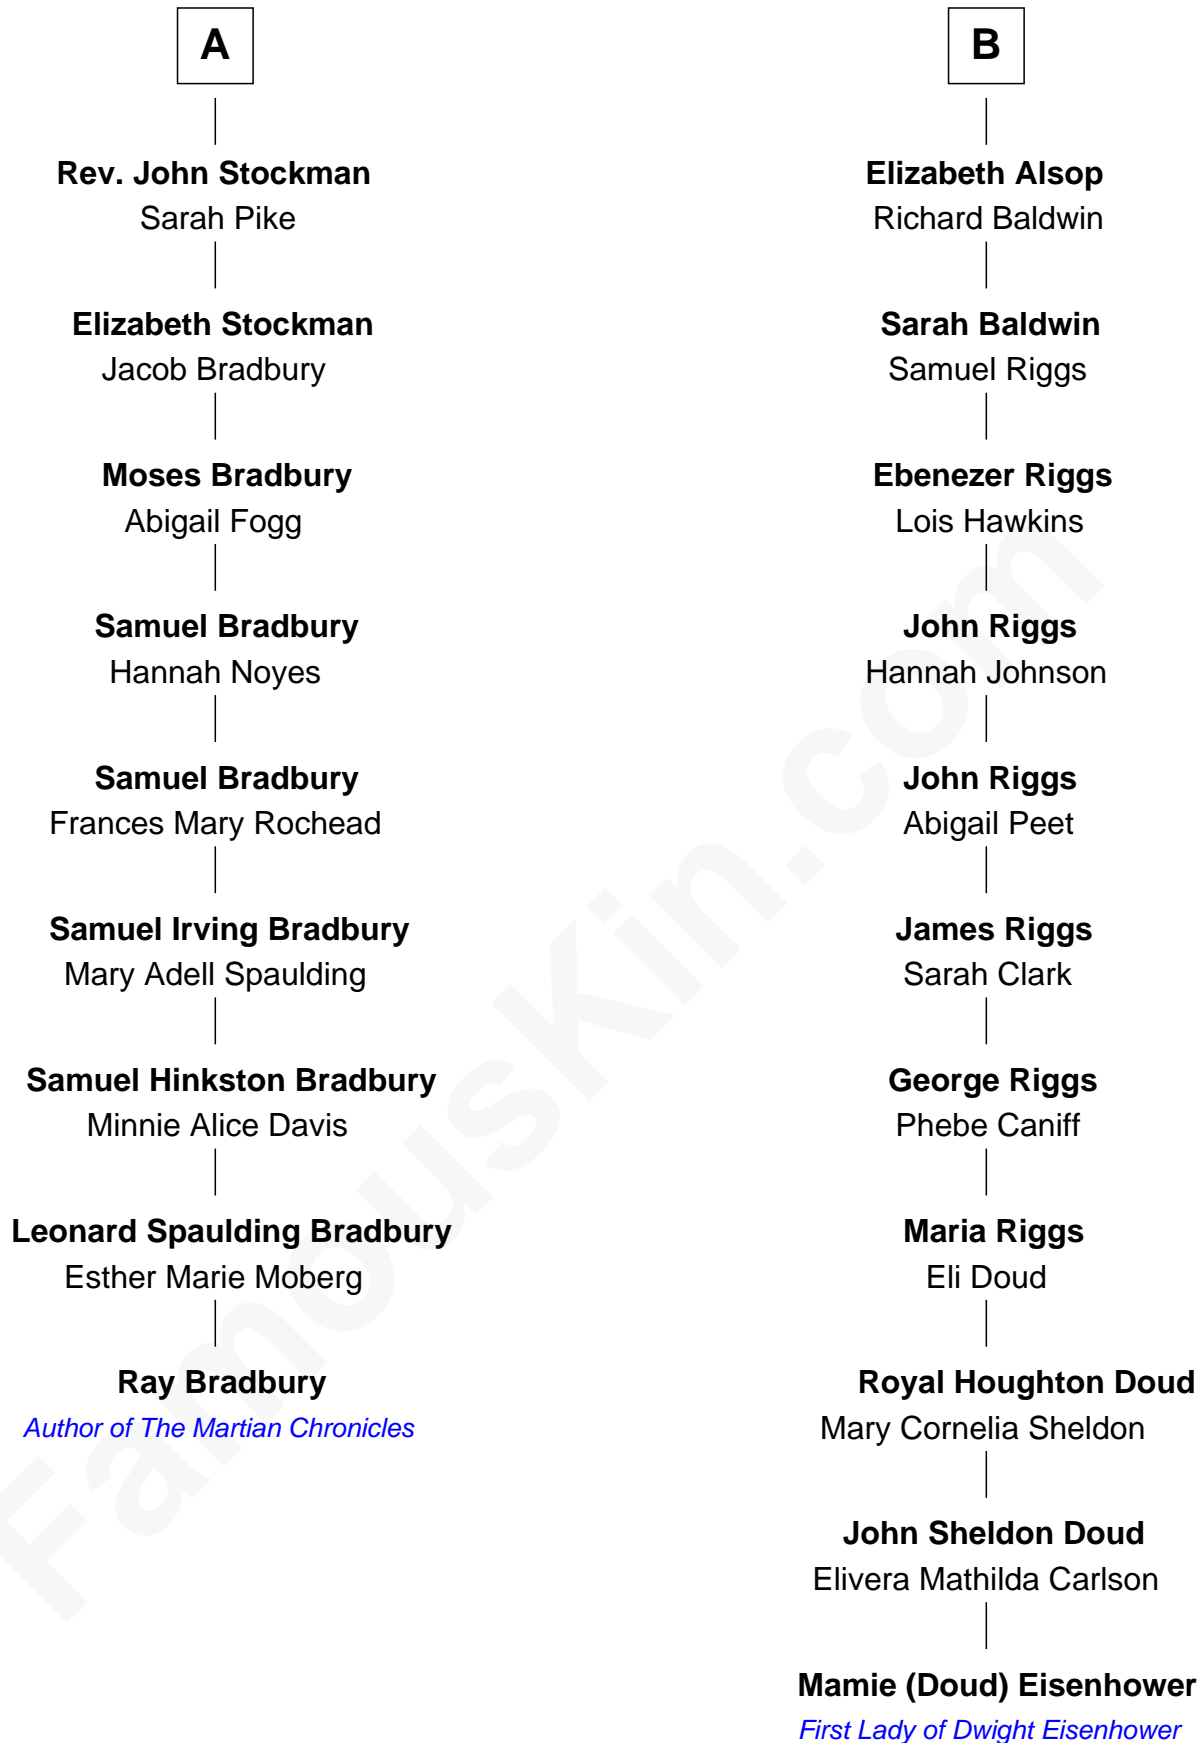 A
Rev. John Stockman
Sarah Pike
Elizabeth Stockman
Jacob Bradbury
Moses Bradbury
Abigail Fogg
Samuel Bradbury
Hannah Noyes
Samuel Bradbury
Frances Mary Rochead
Samuel Irving Bradbury
Mary Adell Spaulding
Samuel Hinkston Bradbury
Minnie Alice Davis
Leonard Spaulding Bradbury
Esther Marie Moberg
Ray Bradbury
Author of The Martian Chronicles
B
Elizabeth Alsop
Richard Baldwin
Sarah Baldwin
Samuel Riggs
Ebenezer Riggs
Lois Hawkins
John Riggs
Hannah Johnson
John Riggs
Abigail Peet
James Riggs
Sarah Clark
George Riggs
Phebe Caniff
Maria Riggs
Eli Doud
Royal Houghton Doud
Mary Cornelia Sheldon
John Sheldon Doud
Elivera Mathilda Carlson
Mamie (Doud) Eisenhower
First Lady of Dwight Eisenhower
FamousKin.com